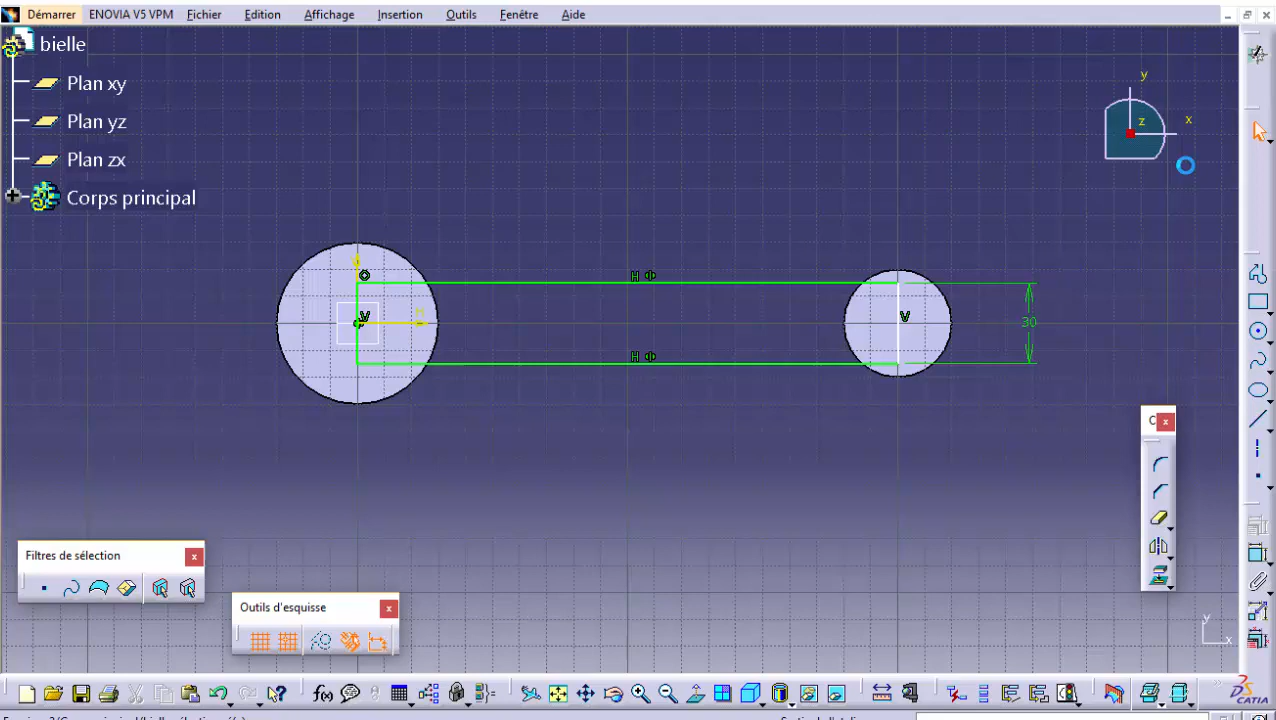 Démarrer ENOVIA V5 VPM Fichier Edition Affichage Insertion Outils Fenêtre Aide
bielle
Plan xy
Plan yz
Plan zx
Corps principal
y
x
z
H
H
V
V
H
30
H
Filtres de sélection
Outils d'esquisse
C
y
x
f(x)
CATIA